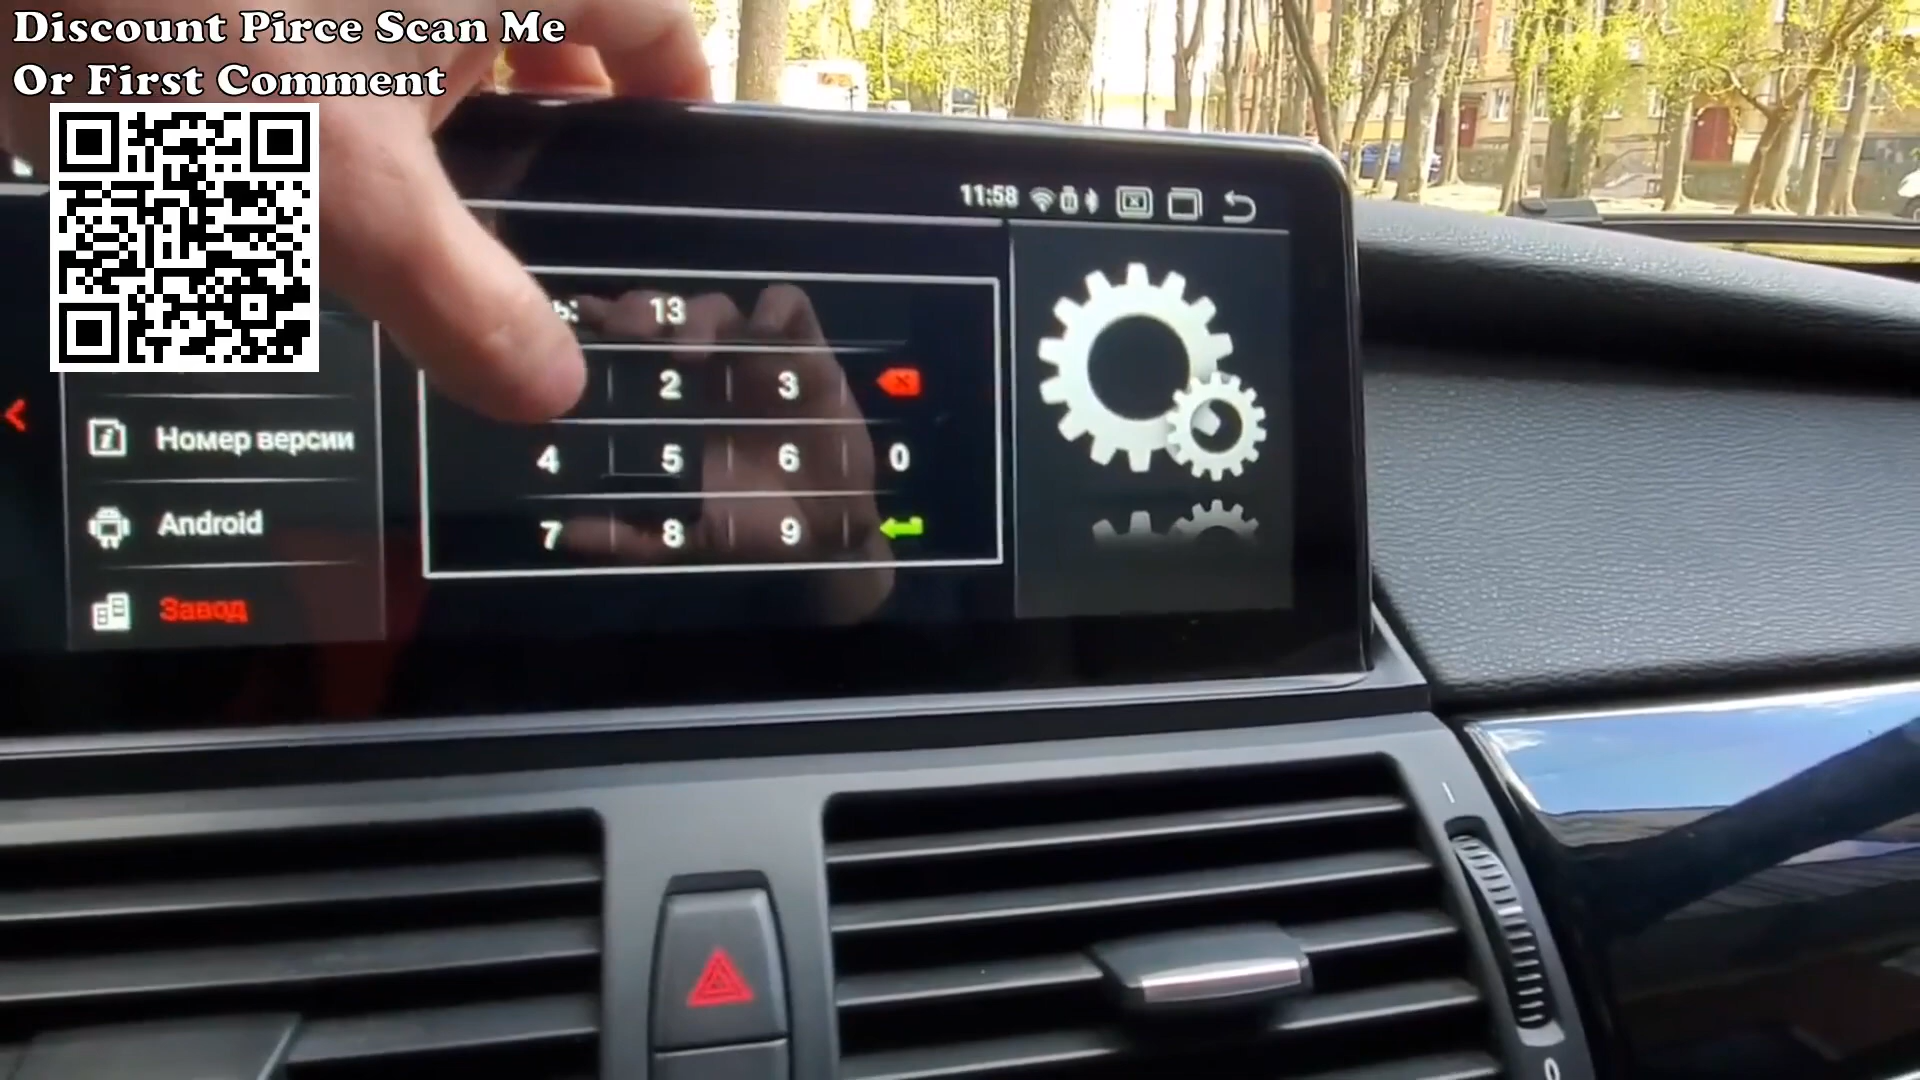 Discount Pirce Scan Me
Or First Comment
11:58
ь: 13
2 3
Номер версии
4 5 6 0
Android
7 8 9
Завод
0